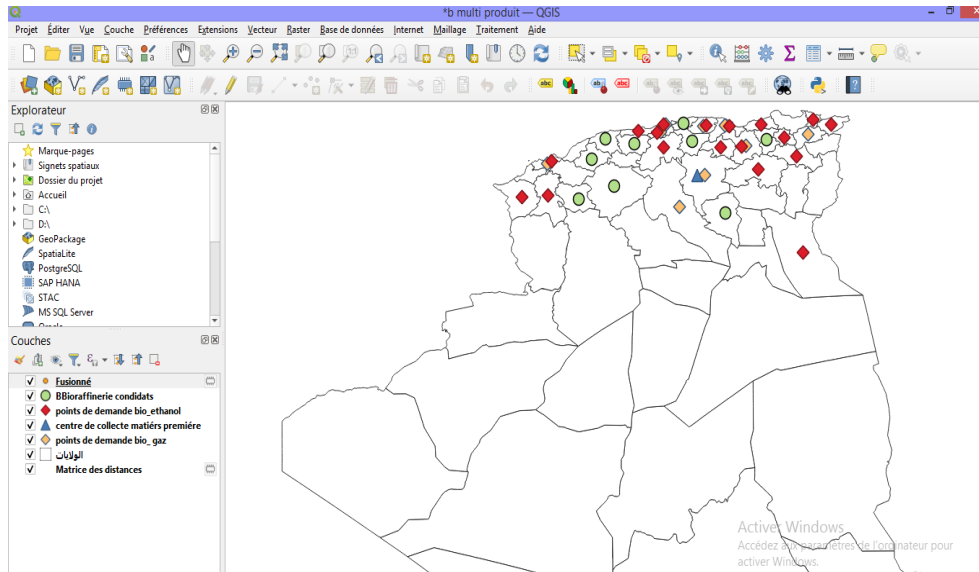 *b multi produit — QGIS
Projet Éditer Vue Couche Préférences Extensions Vecteur Raster Base de données Internet Maillage Traitement Aide
abc
abc
Explorateur
Marque-pages
Signets spatiaux
Dossier du projet
Accueil
C:\
D:\
GeoPackage
SpatiaLite
PostgreSQL
SAP HANA
STAC
MS SQL Server
Couches
Fusionné
BBioraffinerie condidats
points de demande bio_ethanol
centre de collecte matiérs premiére
points de demande bio_ gaz
الولايات
Matrice des distances
Activer Windows
Accédez aux paramètres de l'ordinateur pour
activer Windows.